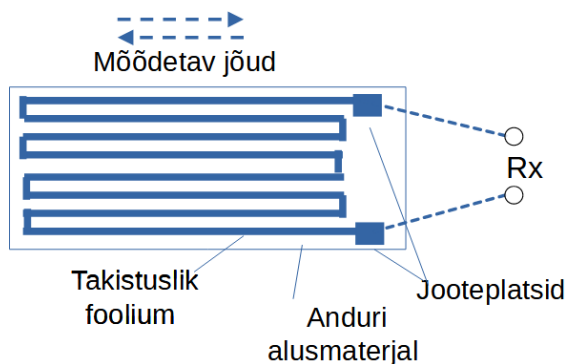 Mõõdetav jõud
Rx
Takistuslik
foolium
Anduri
alusmaterjal
Jooteplatsid